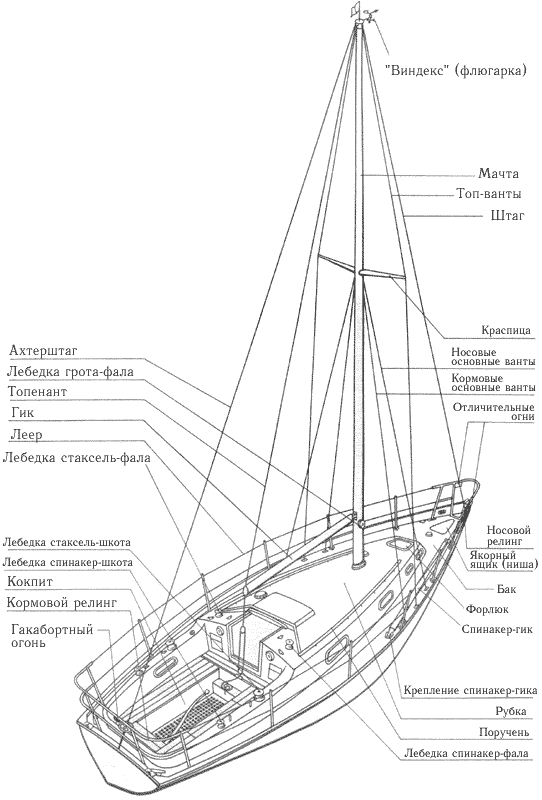 "Виндекс" (флюгарка)
Мачта
Топ-ванты
Штаг
Краспица
Носовые
основные ванты
Кормовые
основные ванты
Отличительные
огни
Ахтерштаг
Лебедка грота-фала
Топенант
Гик
Леер
Лебедка стаксель-фала
Лебедка стаксель-шкота
Лебедка спинакер-шкота
Кокпит
Кормовой релинг
Гакабортный
огонь
Носовой
релинг
Якорный
ящик (ниша)
Бак
Форлюк
Спинакер-гик
Крепление спинакер-гика
Рубка
Поручень
Лебедка спинакер-фала